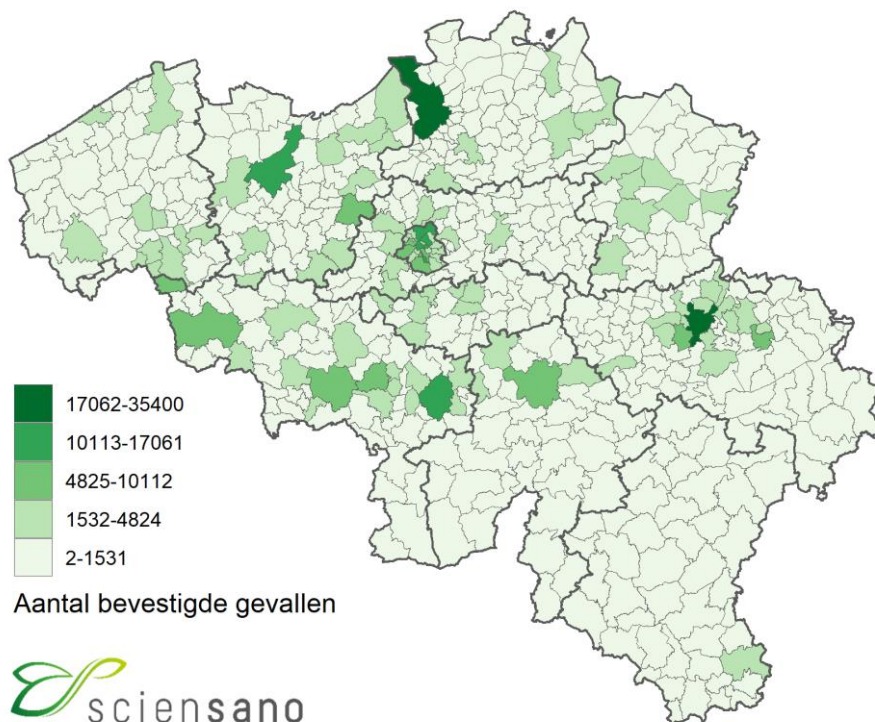 17062-35400
10113-17061
4825-10112
1532-4824
2-1531
Aantal bevestigde gevallen
sciensano